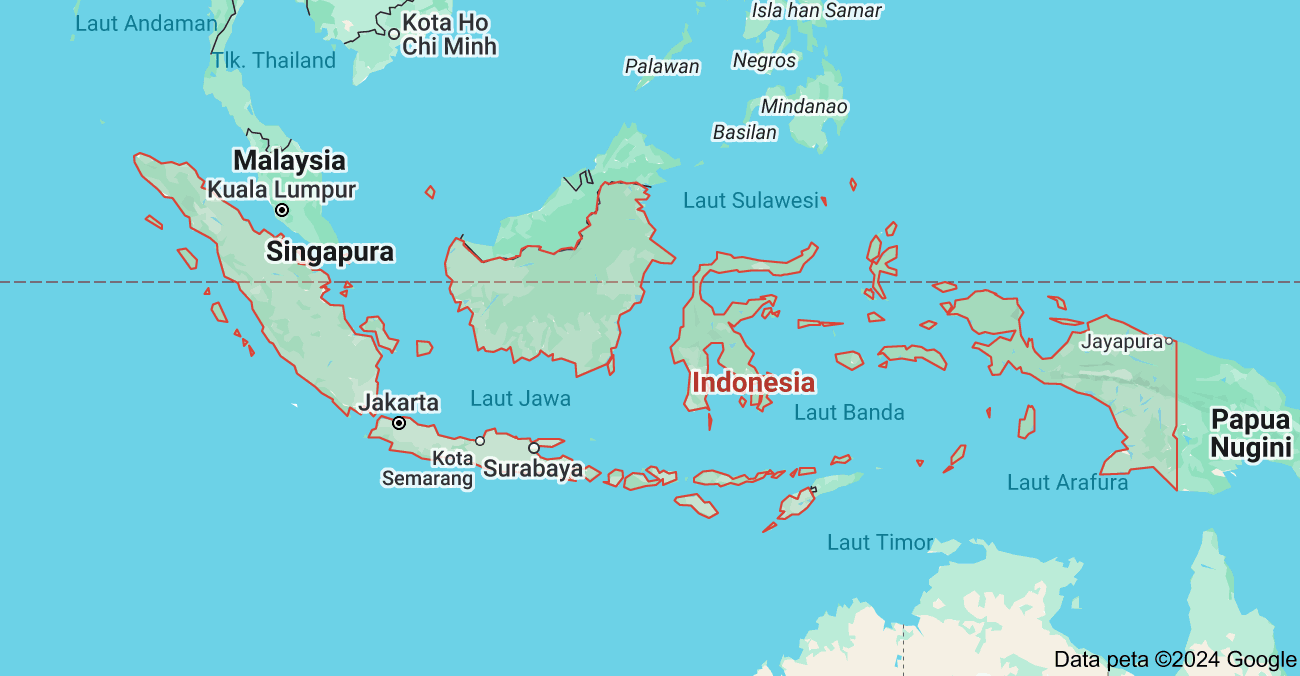 Isla han Samar
Laut Andaman
Kota Ho
Chi Minh
Tlk. Thailand
Negros
Palawan
Mindanao
Basilan
Malaysia
Kuala Lumpur
Laut Sulawesi
Singapura
Jayapura
Indonesia
Laut Jawa
Jakarta
Laut Banda
Papua
Nugini
Kota
Semarang
Surabaya
Laut Arafura
Laut Timor
Data peta ©2024 Google